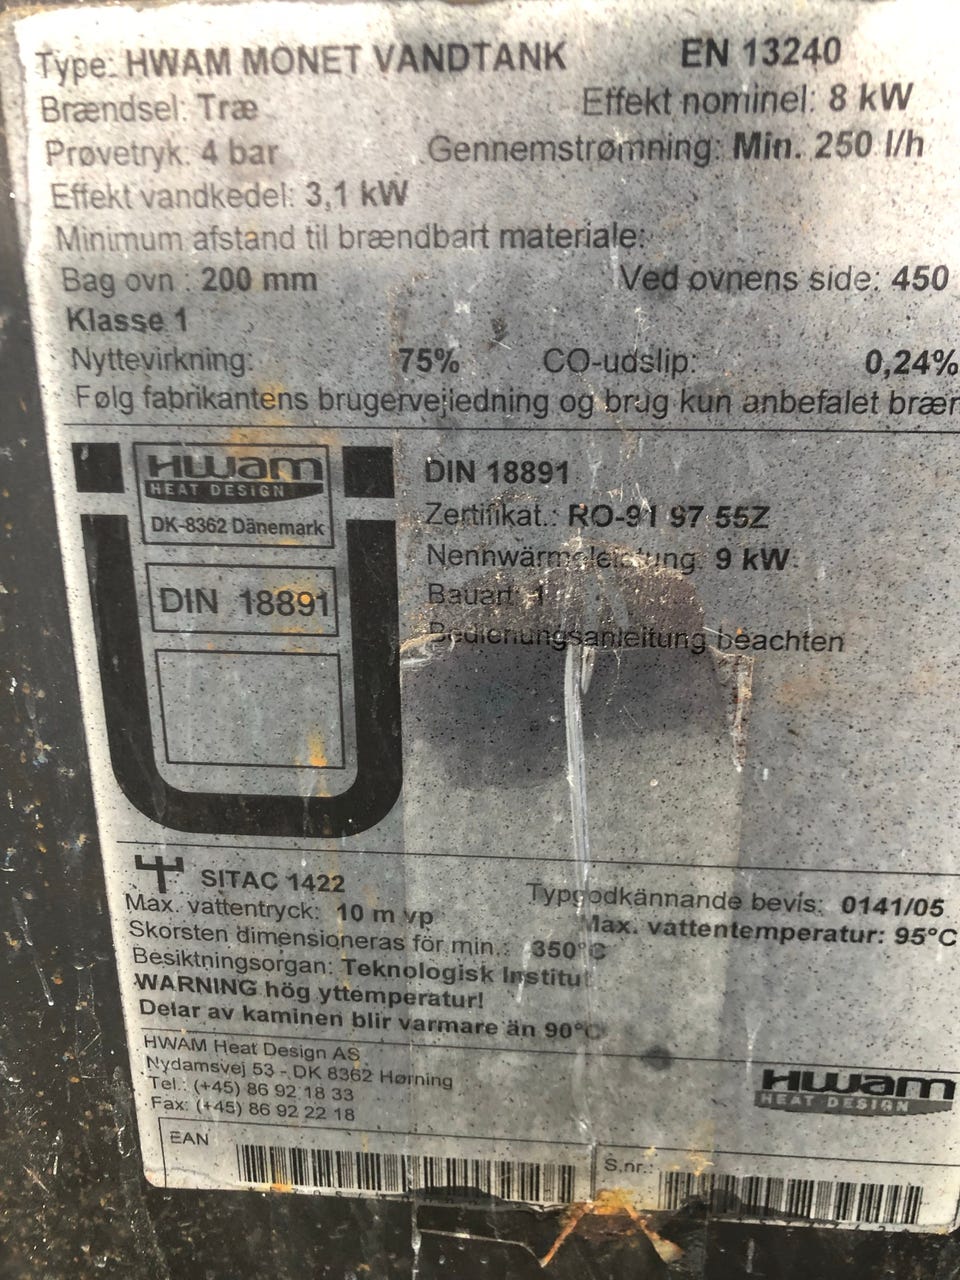 Type: HWAM MONET VANDTANK EN 13240
Brændsel: Træ Effekt nominel: 8 kW
Prøvetryk: 4 bar Gennemstrømning: Min. 250 l/h
Effekt vandkedel: 3,1 kW
Minimum afstand til brændbart materiale:
Bag ovn : 200 mm Ved ovnens side: 450
Klasse 1
Nyttevirkning: 75% CO-udslip: 0,24%
Følg fabrikantens brugervejledning og brug kun anbefalet bræn
HWAM
HEAT DESIGN
DK-8362 Dänemark
DIN 18891
DIN 18891
Zertifikat.: RO-91 97 55Z
Nennwärmeleistung: 9 kW
Bauart: 1
Bedienungsanleitung beachten
SITAC 1422
Typgodkännande bevis: 0141/05
Max. vattentryck: 10 m vp
Max. vattentemperatur: 95°C
Skorsten dimensioneras för min.: 350°C
Besiktningsorgan: Teknologisk Institut
WARNING hög yttemperatur!
Delar av kaminen blir varmare än 90°C
HWAM Heat Design AS
Nydamsvej 53 - DK 8362 Hørning
Tel.: (+45) 86 92 18 33
Fax: (+45) 86 92 22 18
HWAM
HEAT DESIGN
EAN S.nr.: